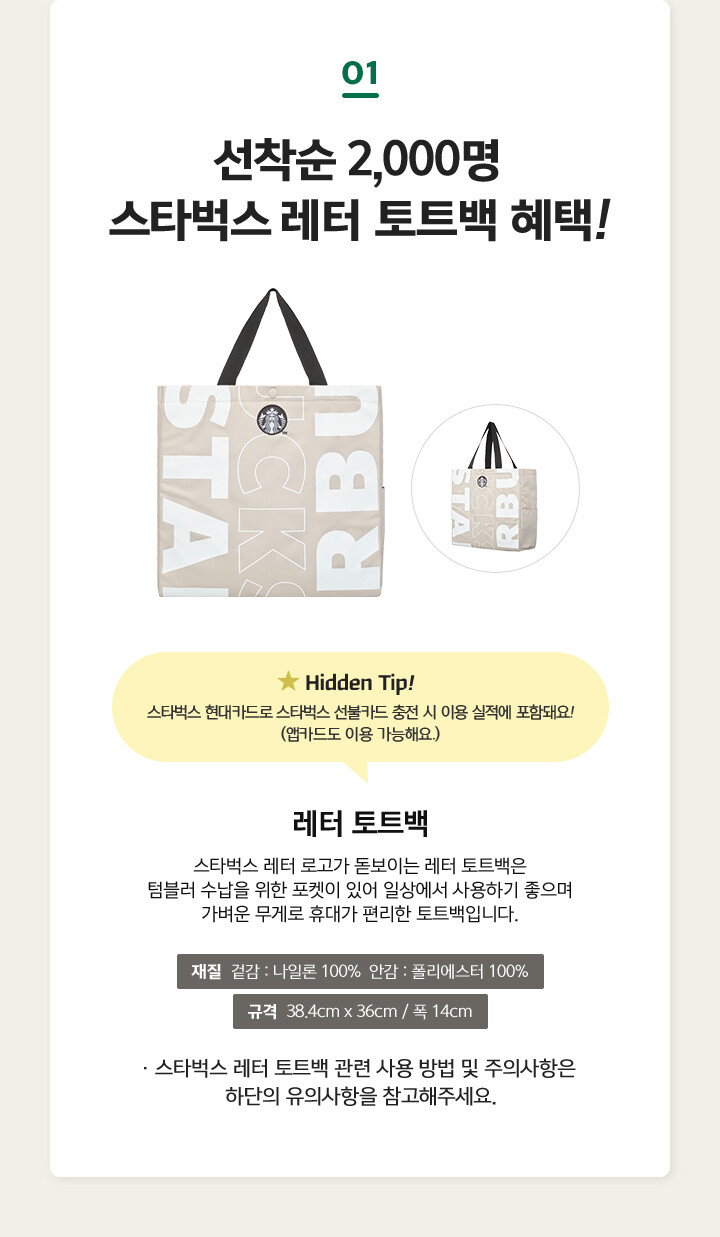 01
선착순 2,000명
스타벅스 레터 토트백 혜택!
STA
UCKS
RBU
TM
STA
UCKS
RBU
★ Hidden Tip!
스타벅스 현대카드로 스타벅스 선불카드 충전 시 이용 실적에 포함돼요!
(앱카드도 이용 가능해요.)
레터 토트백
스타벅스 레터 로고가 돋보이는 레터 토트백은
텀블러 수납을 위한 포켓이 있어 일상에서 사용하기 좋으며
가벼운 무게로 휴대가 편리한 토트백입니다.
재질 겉감 : 나일론 100% 안감 : 폴리에스터 100%
규격 38.4cm x 36cm / 폭 14cm
· 스타벅스 레터 토트백 관련 사용 방법 및 주의사항은
하단의 유의사항을 참고해주세요.